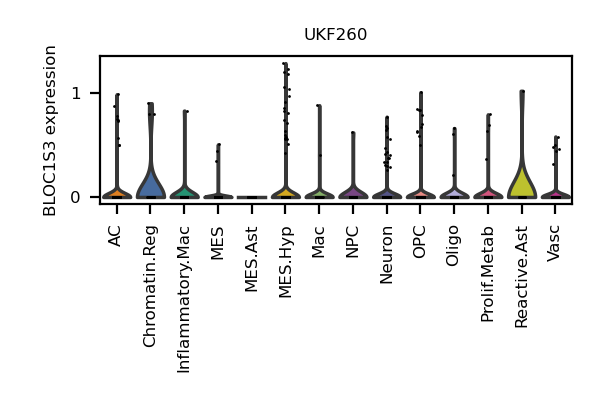 UKF260
BLOC1S3 expression
1
0
AC
Chromatin.Reg
Inflammatory.Mac
MES
MES.Ast
MES.Hyp
Mac
NPC
Neuron
OPC
Oligo
Prolif.Metab
Reactive.Ast
Vasc